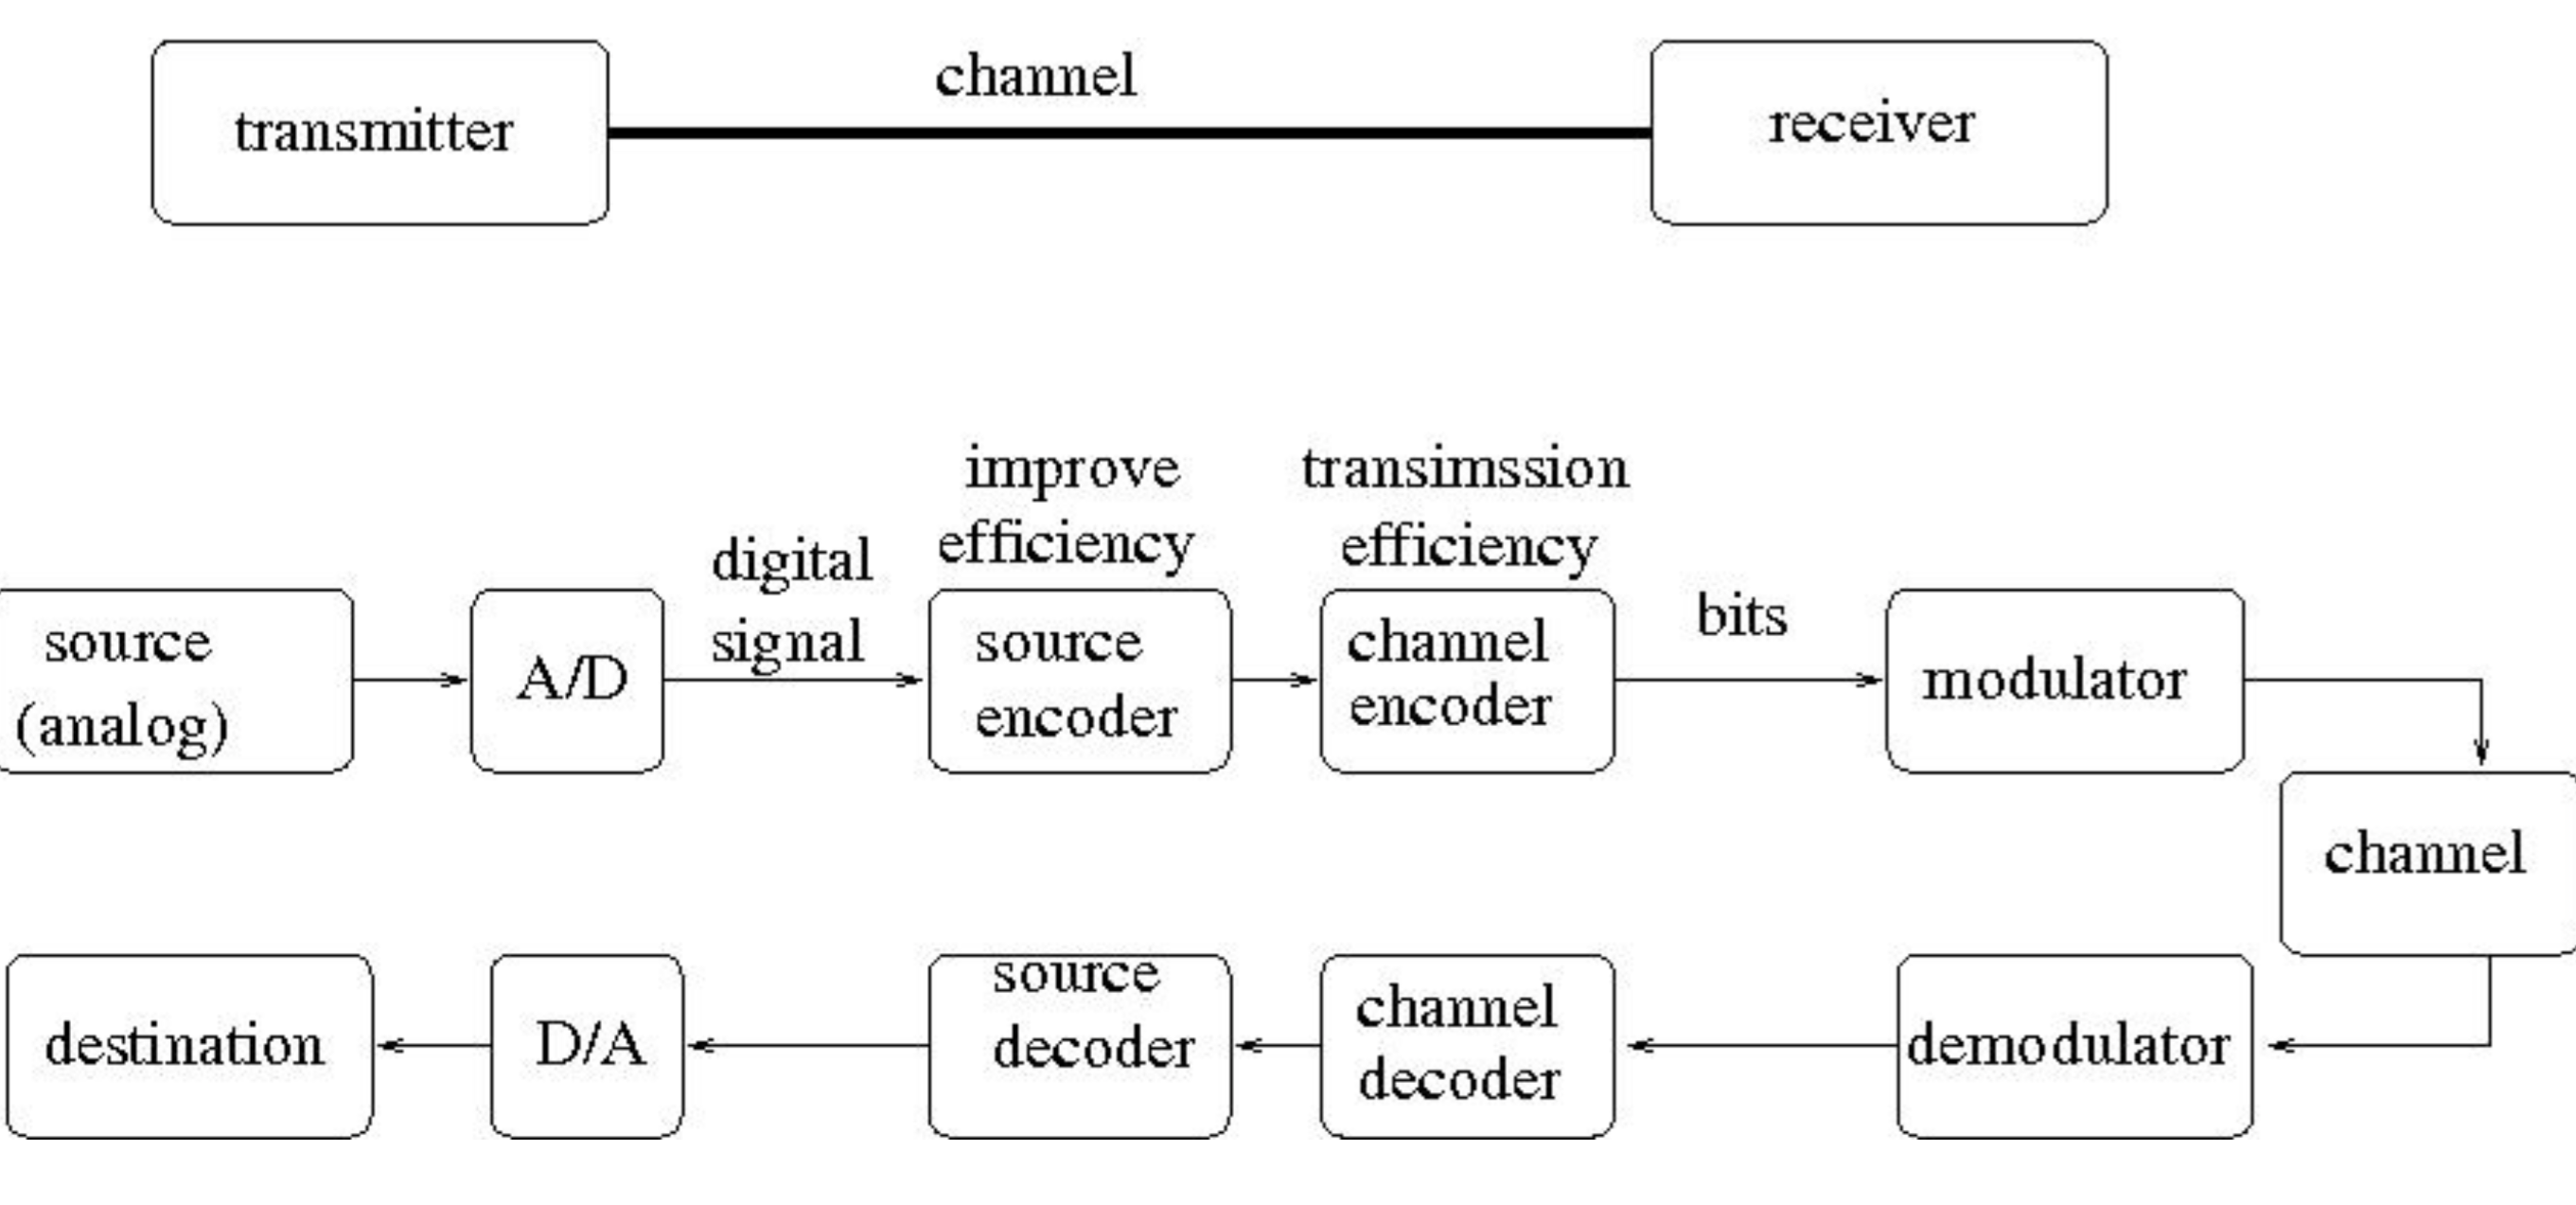 transmitter
channel
receiver
improve
efficiency
transimssion
efficiency
digital
signal
bits
source
(analog)
A/D
source
encoder
channel
encoder
modulator
channel
destination
D/A
source
decoder
channel
decoder
demodulator